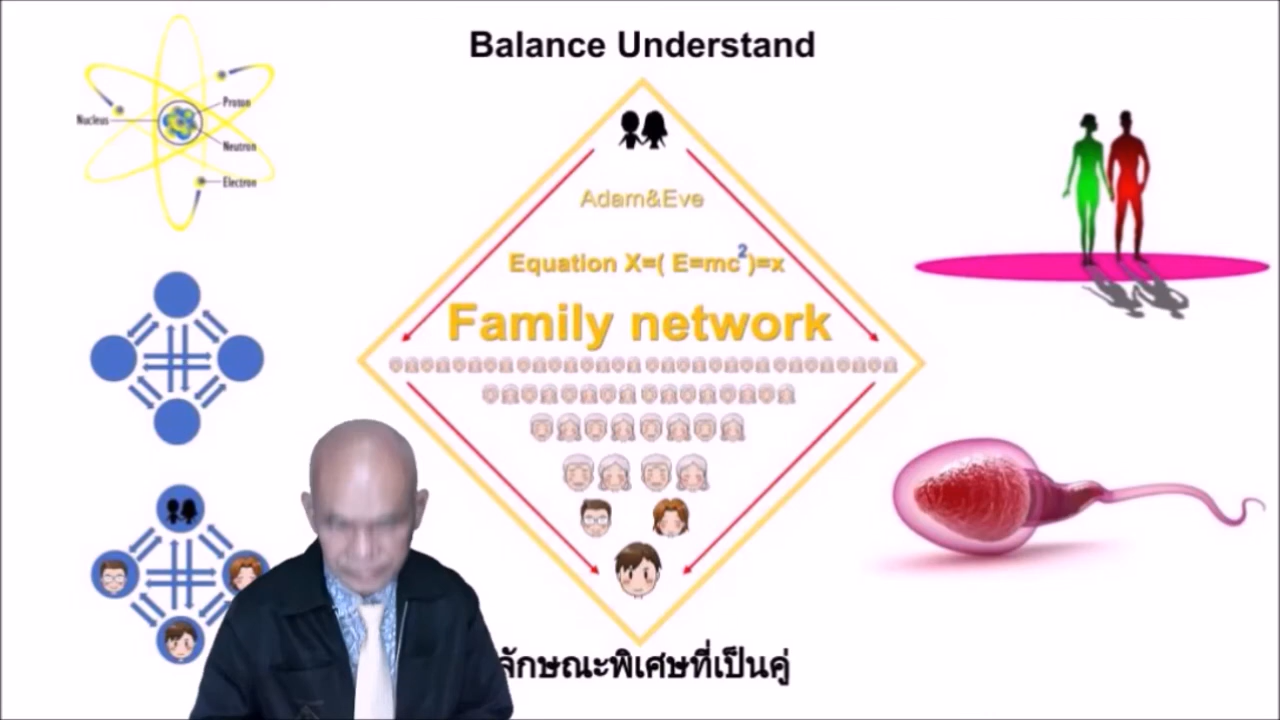 Balance Understand
Proton
Nucleus
Neutron
Electron
Adam&Eve
Equation X=( E=mc²)=x
Family network
ลักษณะพิเศษที่เป็นคู่